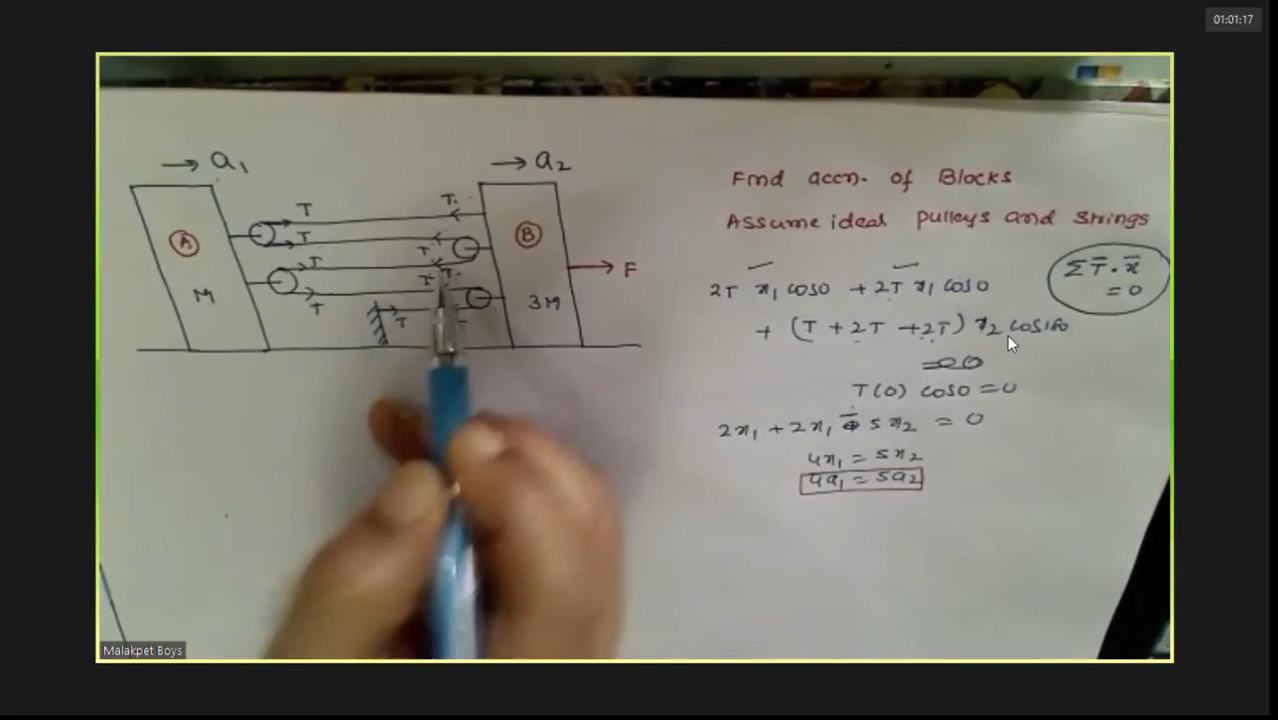 01:01:17
→ a₁
→ a₂
Find accn. of Blocks
Assume ideal pulleys and strings
T
T
T
T
T
T
T
T.
T
T.
A
B
M
3M
F
2T x₁ cos0 + 2T x₁ cos0
+ (T + 2T + 2T) x₂ cos180
= 0
ΣT̄·x̄
= 0
T(0) cos0 = 0
2x₁ + 2x₁ - 5x₂ = 0
4x₁ = 5x₂
4a₁ = 5a₂
Malakpet Boys